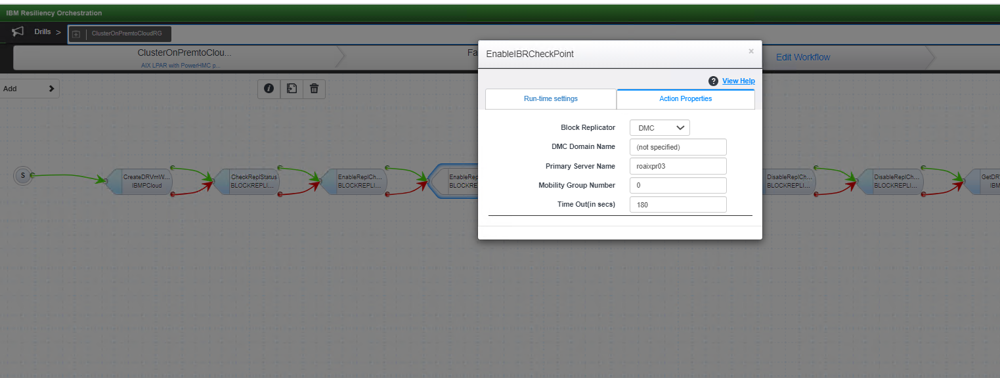 IBM Resiliency Orchestration
Drills >
ClusterOnPremtoCloudRG
ClusterOnPremtoClou...
AIX LPAR with PowerHMC p...
Fa
Edit Workflow
Add
EnableIBRCheckPoint
×
? View Help
Run-time settings
Action Properties
Block Replicator DMC
DMC Domain Name (not specified)
Primary Server Name roaixpr03
Mobility Group Number 0
Time Out(in secs) 180
S
CreateDRVmW...
IBMPCloud
CheckReplStatus
BLOCKREPLI...
EnableReplCh...
BLOCKREPLI...
EnableRep
BLOCKRE
DisableReplCh...
BLOCKREPLI...
DisableReplCh...
BLOCKREPLI...
GetDR
IBM